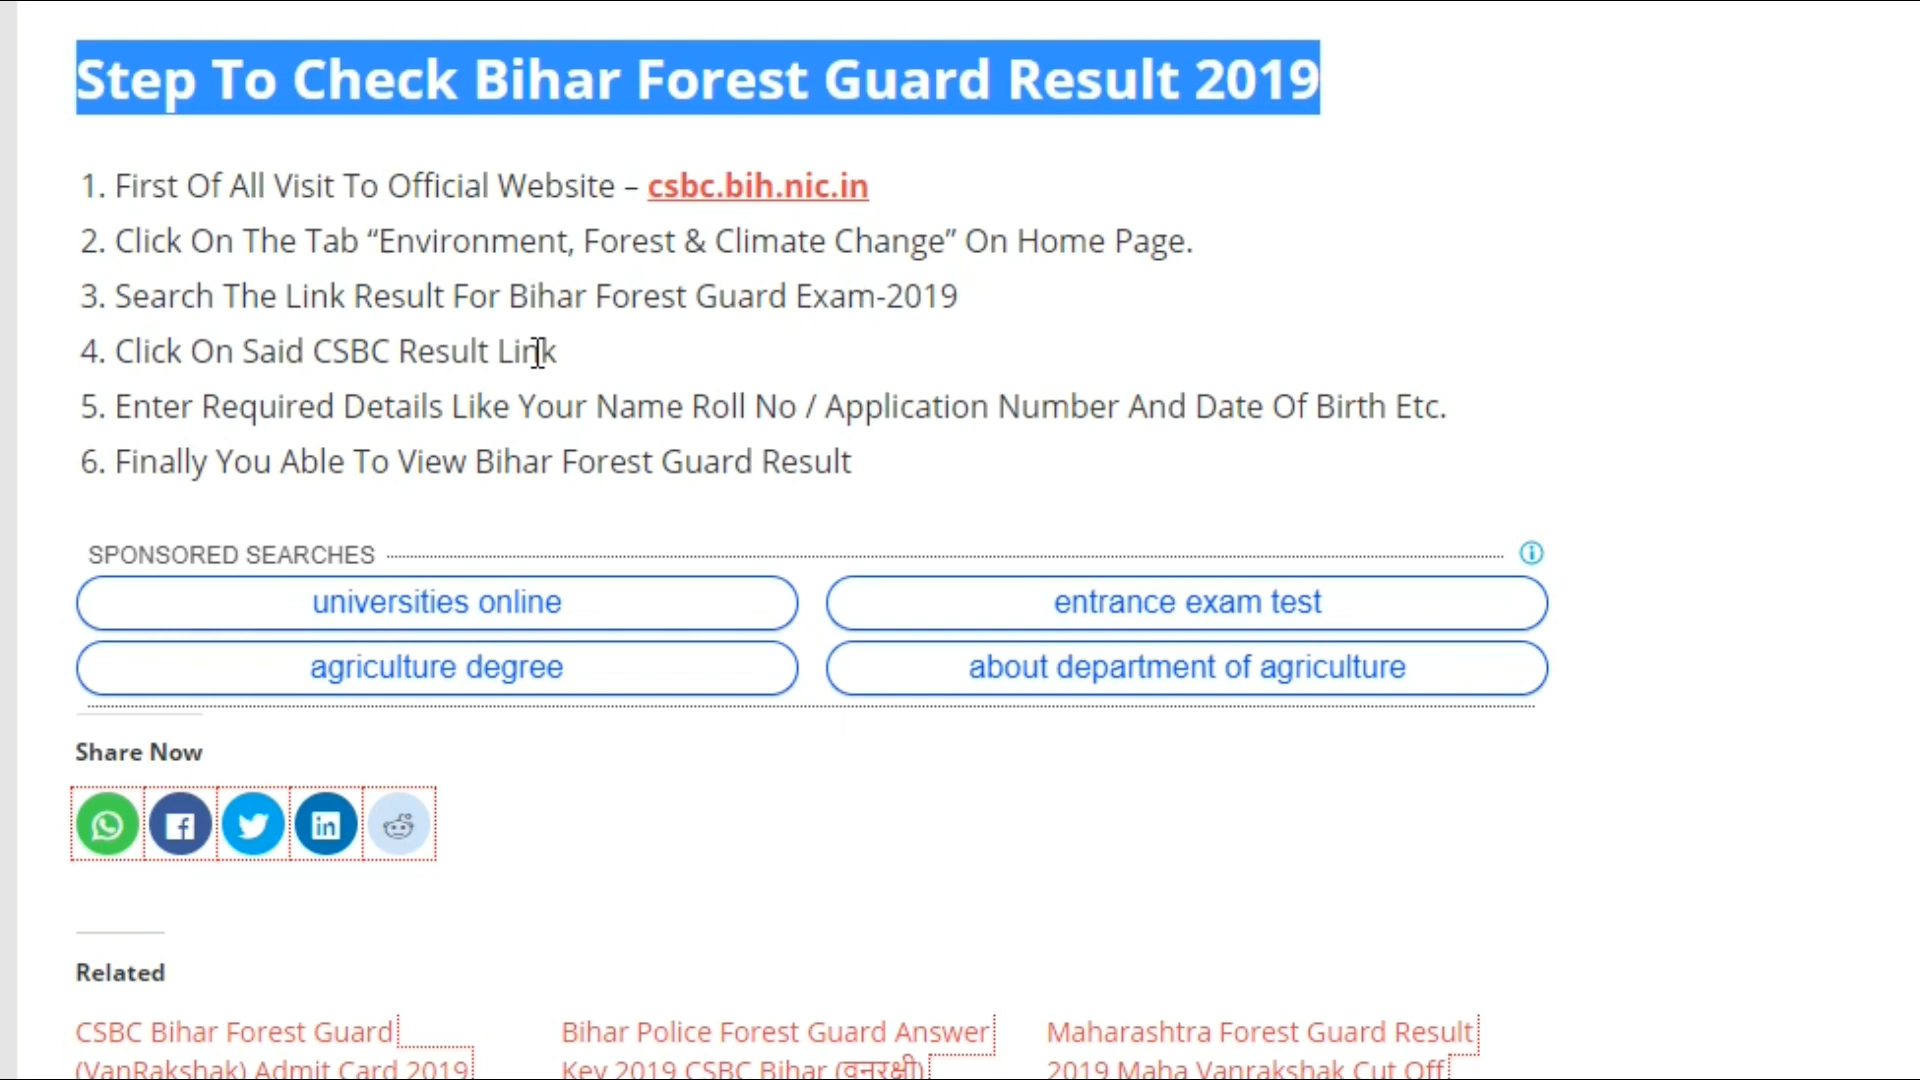 Step To Check Bihar Forest Guard Result 2019
1. First Of All Visit To Official Website – csbc.bih.nic.in
2. Click On The Tab “Environment, Forest & Climate Change” On Home Page.
3. Search The Link Result For Bihar Forest Guard Exam-2019
4. Click On Said CSBC Result Link
5. Enter Required Details Like Your Name Roll No / Application Number And Date Of Birth Etc.
6. Finally You Able To View Bihar Forest Guard Result
SPONSORED SEARCHES
universities online
entrance exam test
agriculture degree
about department of agriculture
Share Now
Related
CSBC Bihar Forest Guard
(VanRakshak) Admit Card 2019
Bihar Police Forest Guard Answer
Key 2019 CSBC Bihar (वनरक्षी)
Maharashtra Forest Guard Result
2019 Maha Vanrakshak Cut Off